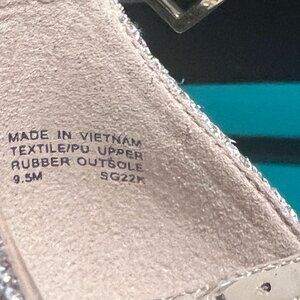 MADE IN VIETNAM
TEXTILE/PU UPPER
RUBBER OUTSOLE
9.5M SG22K